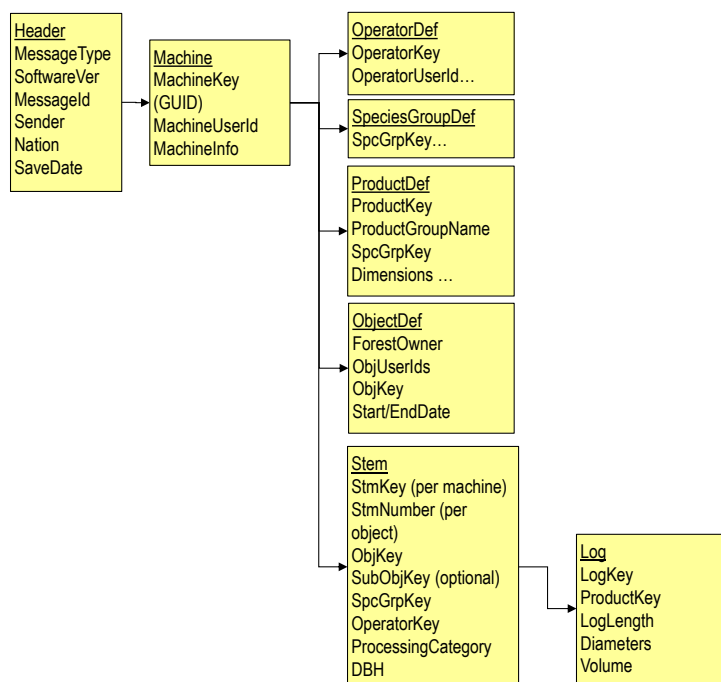 Header
MessageType
SoftwareVer
MessageId
Sender
Nation
SaveDate
Machine
MachineKey
(GUID)
MachineUserId
MachineInfo
OperatorDef
OperatorKey
OperatorUserId…
SpeciesGroupDef
SpcGrpKey…
ProductDef
ProductKey
ProductGroupName
SpcGrpKey
Dimensions …
ObjectDef
ForestOwner
ObjUserIds
ObjKey
Start/EndDate
Stem
StmKey (per machine)
StmNumber (per
object)
ObjKey
SubObjKey (optional)
SpcGrpKey
OperatorKey
ProcessingCategory
DBH
Log
LogKey
ProductKey
LogLength
Diameters
Volume